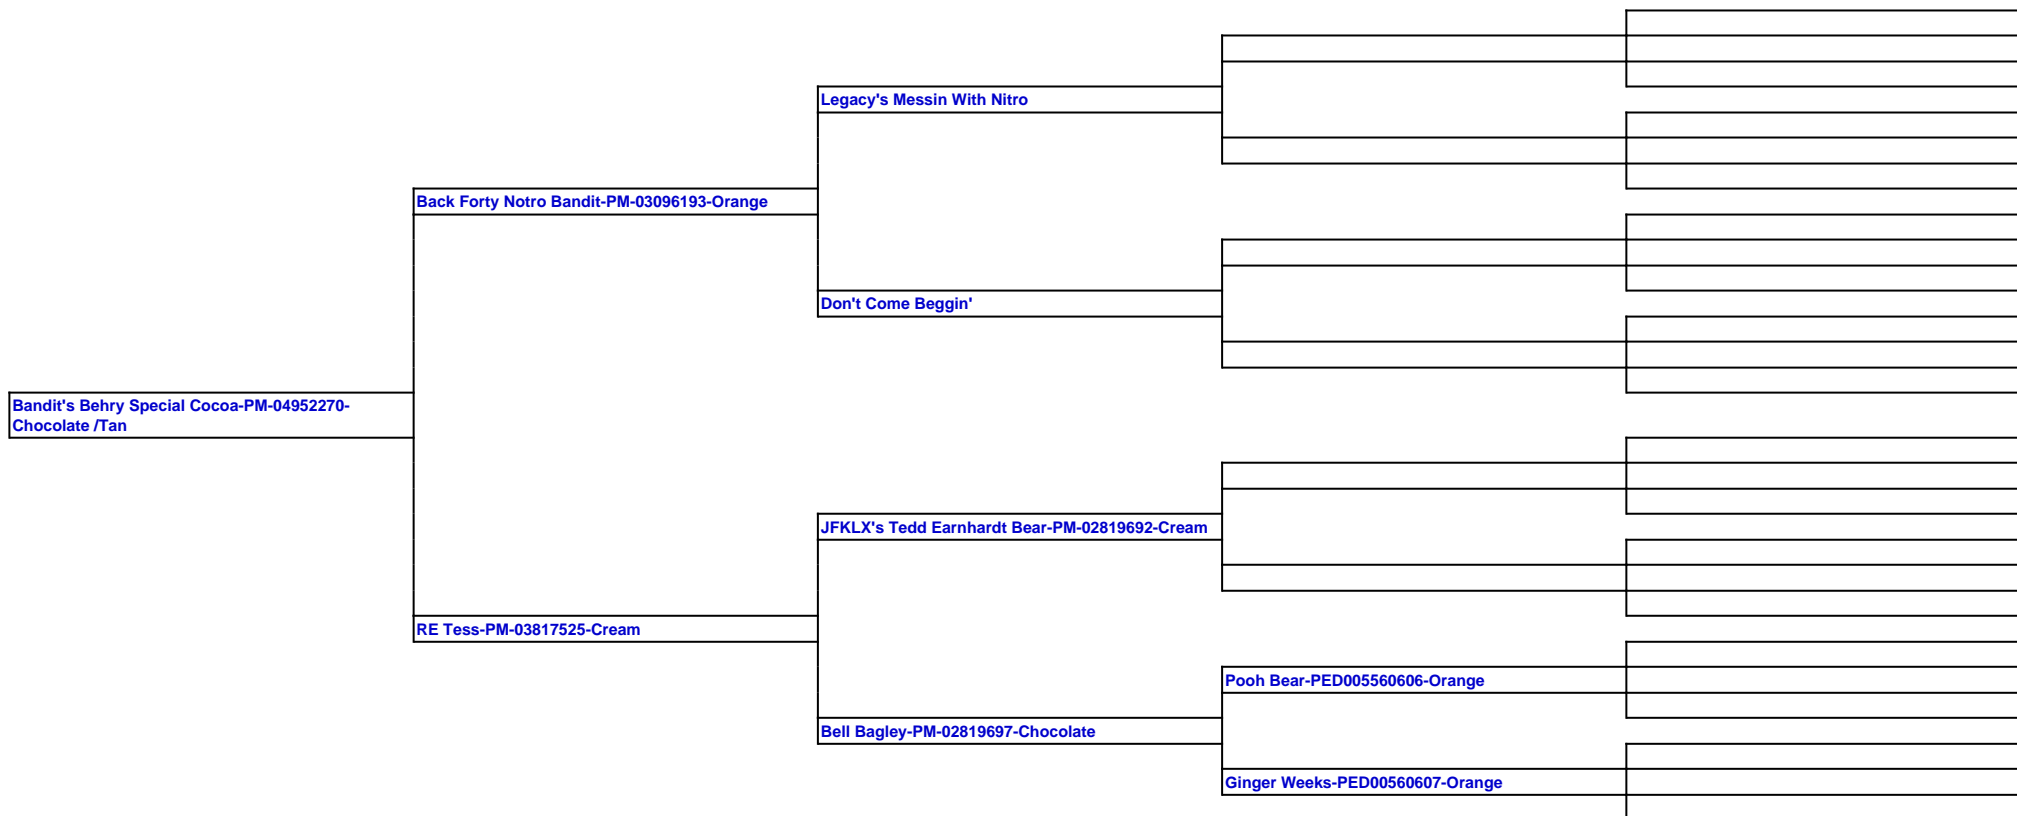 Legacy's Messin With Nitro
Back Forty Notro Bandit-PM-03096193-Orange
Don't Come Beggin'
Bandit's Behry Special Cocoa-PM-04952270-
Chocolate /Tan
JFKLX's Tedd Earnhardt Bear-PM-02819692-Cream
RE Tess-PM-03817525-Cream
Pooh Bear-PED005560606-Orange
Bell Bagley-PM-02819697-Chocolate
Ginger Weeks-PED00560607-Orange